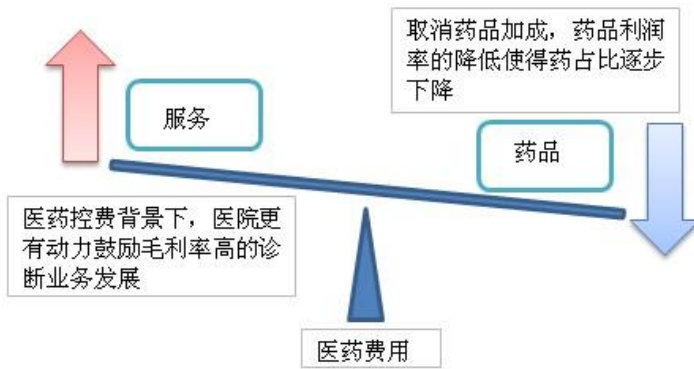 取消药品加成，药品利润
率的降低使得药占比逐步
下降
服务
药品
医药控费背景下，医院更
有动力鼓励毛利率高的诊
断业务发展
医药费用